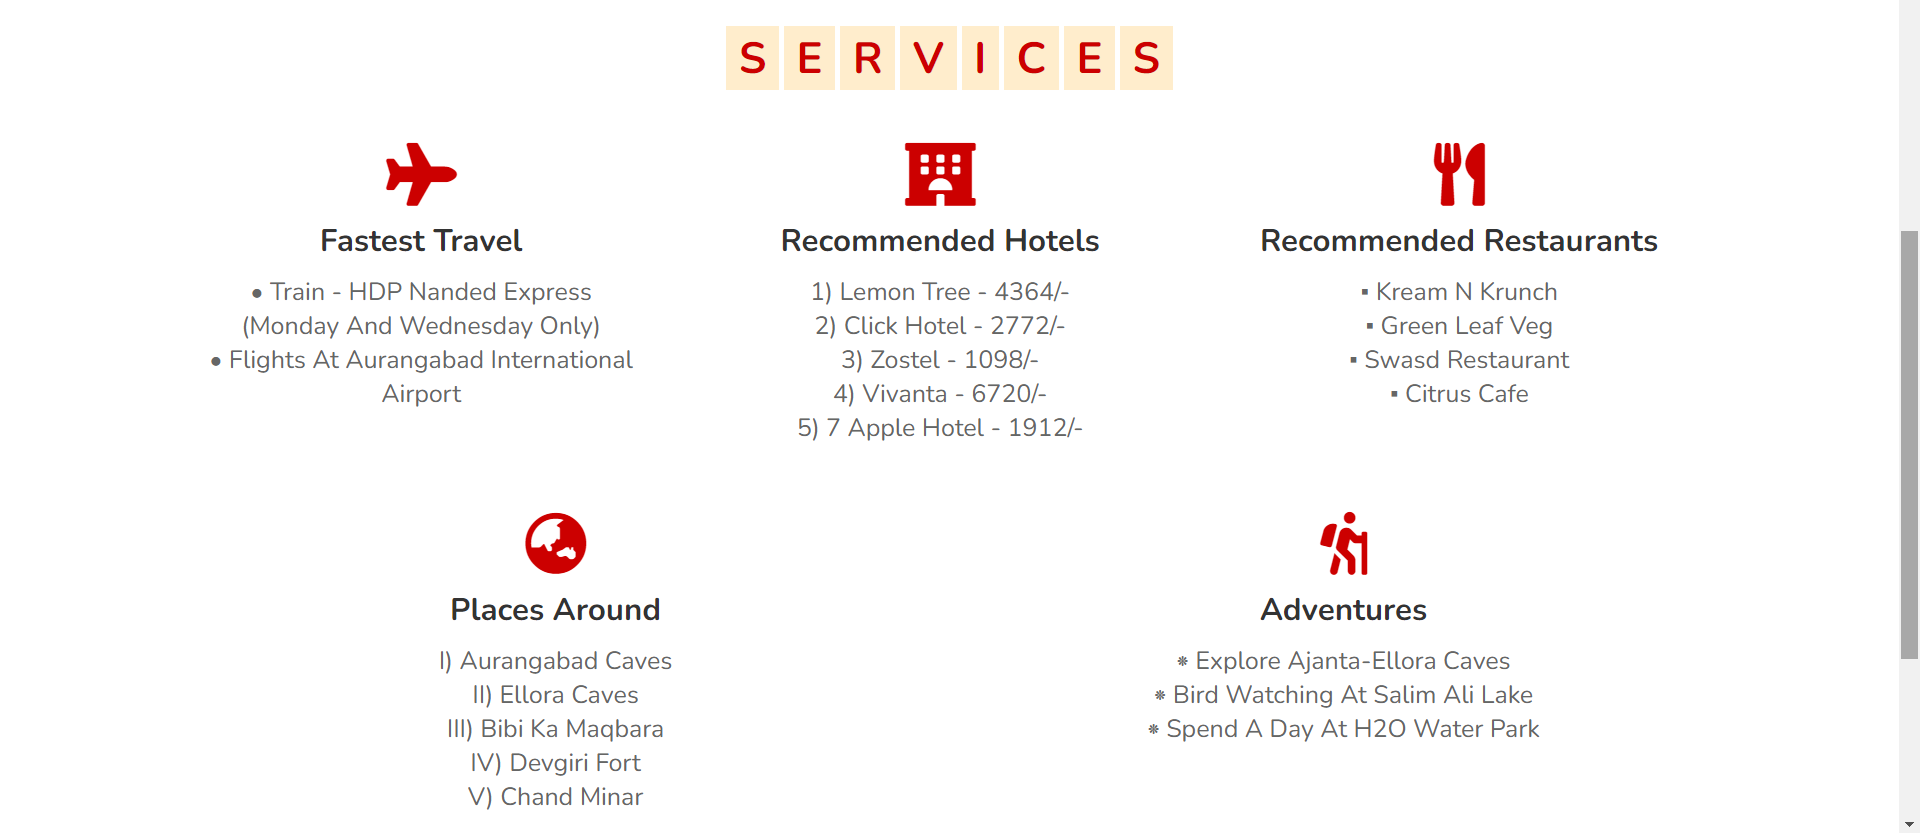 SERVICES
Fastest Travel
● Train - HDP Nanded Express
(Monday And Wednesday Only)
● Flights At Aurangabad International
Airport
Recommended Hotels
1) Lemon Tree - 4364/-
2) Click Hotel - 2772/-
3) Zostel - 1098/-
4) Vivanta - 6720/-
5) 7 Apple Hotel - 1912/-
Recommended Restaurants
▪ Kream N Krunch
▪ Green Leaf Veg
▪ Swasd Restaurant
▪ Citrus Cafe
Places Around
I) Aurangabad Caves
II) Ellora Caves
III) Bibi Ka Maqbara
IV) Devgiri Fort
V) Chand Minar
Adventures
⁕ Explore Ajanta-Ellora Caves
⁕ Bird Watching At Salim Ali Lake
⁕ Spend A Day At H2O Water Park